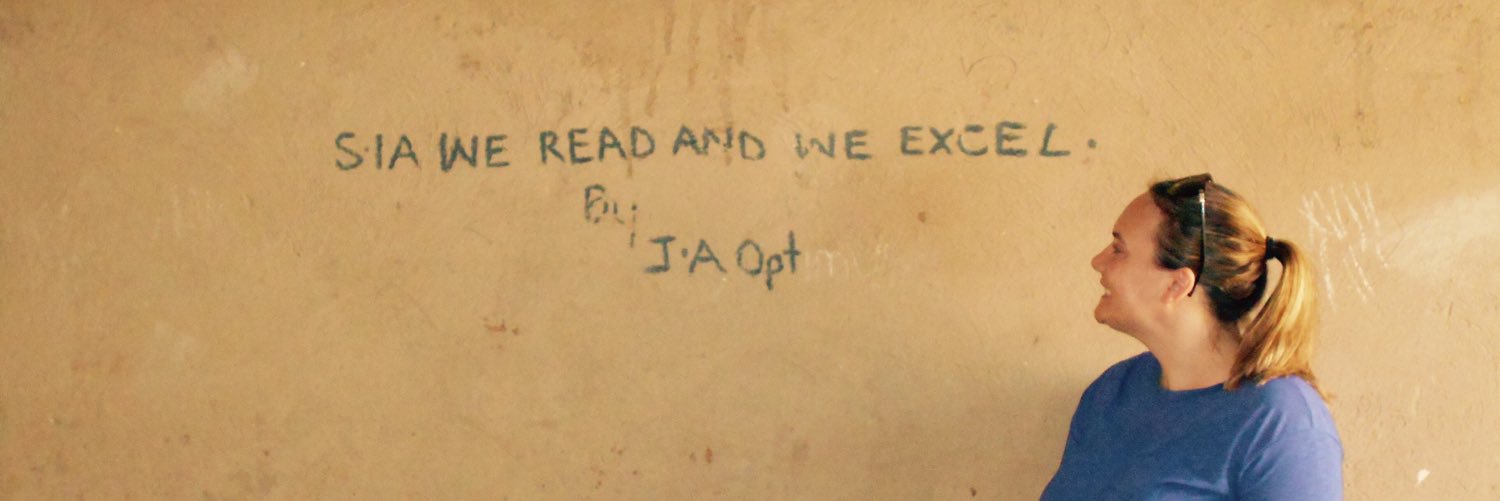 S.IA WE READ AND WE EXCEL.
By
J.A Opt